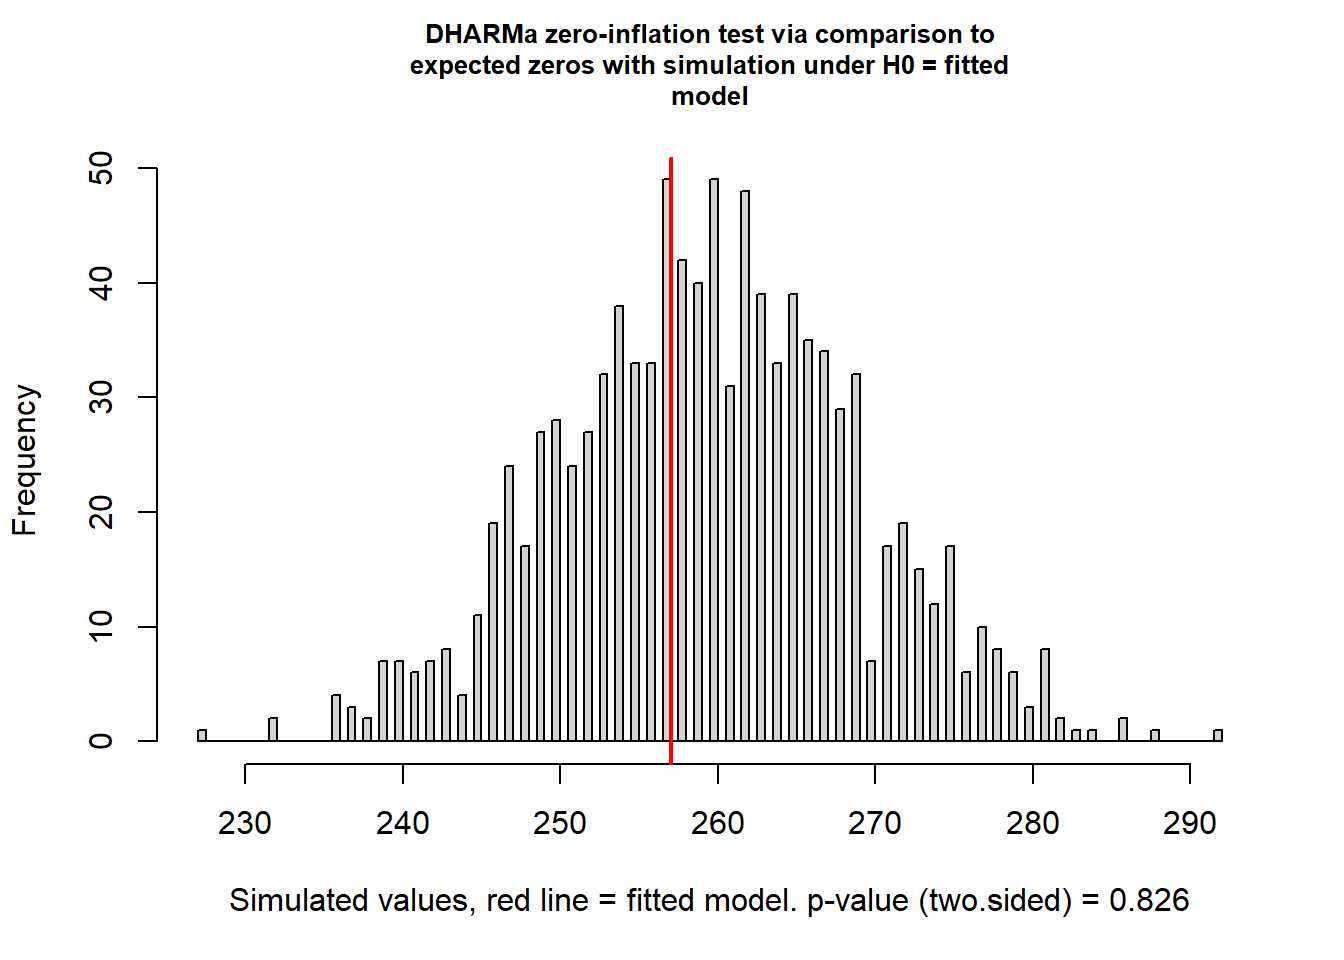 DHARMa zero-inflation test via comparison to
expected zeros with simulation under H0 = fitted
model
Frequency
50
40
30
20
10
0
230 240 250 260 270 280 290
Simulated values, red line = fitted model. p-value (two.sided) = 0.826